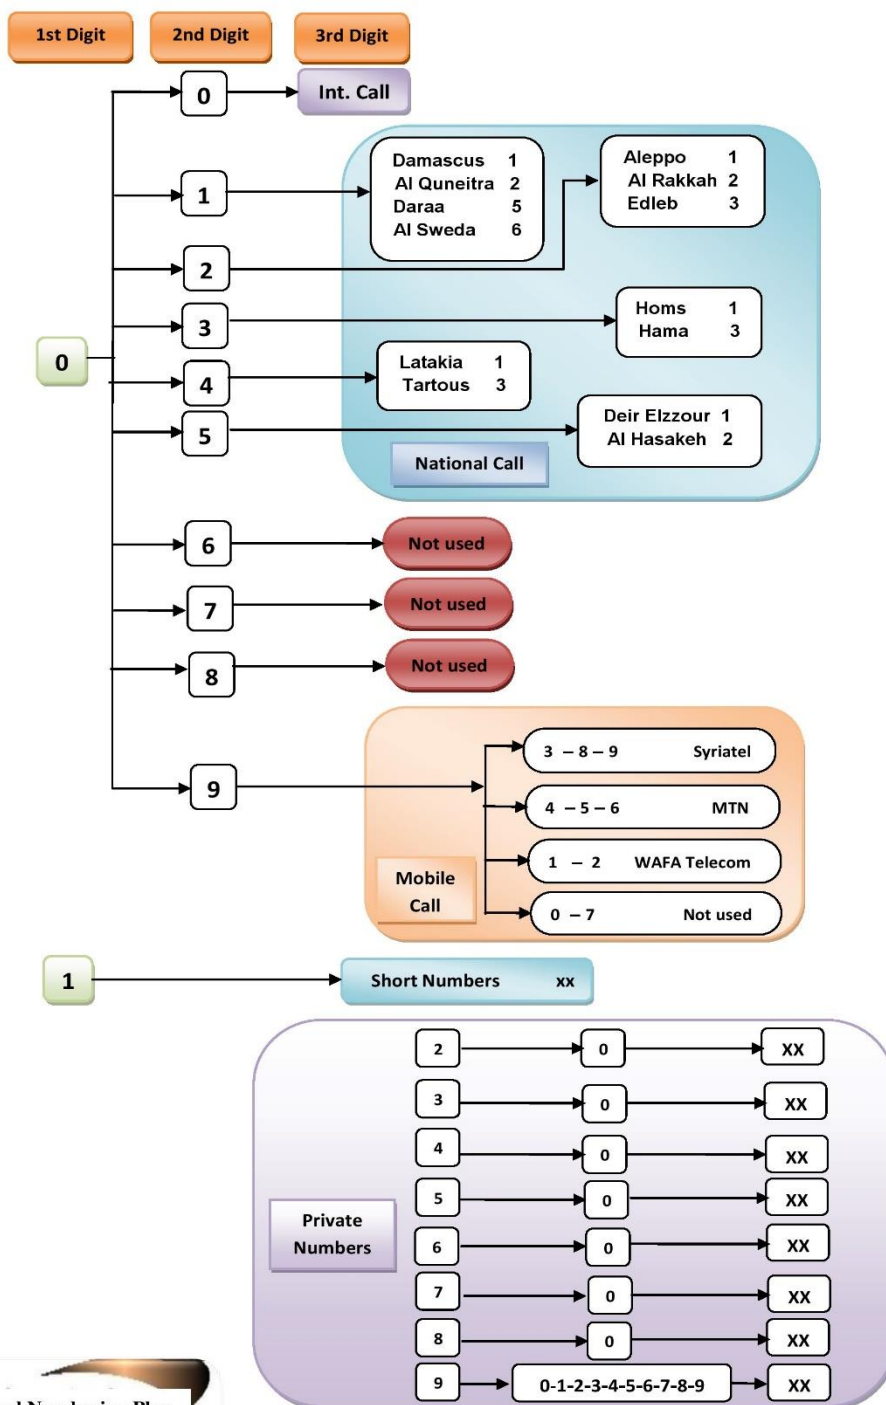 1st Digit 2nd Digit 3rd Digit
0 Int. Call
Damascus 1
Al Quneitra 2
Daraa 5
Al Sweda 6
Aleppo 1
Al Rakkah 2
Edleb 3
1
2
3
Homs 1
Hama 3
0
4
Latakia 1
Tartous 3
5
Deir Elzzour 1
Al Hasakeh 2
National Call
6 Not used
7 Not used
8 Not used
9
3 – 8 – 9 Syriatel
4 – 5 – 6 MTN
1 – 2 WAFA Telecom
0 – 7 Not used
Mobile
Call
1 Short Numbers xx
Private
Numbers
2 0 XX
3 0 XX
4 0 XX
5 0 XX
6 0 XX
7 0 XX
8 0 XX
9 0-1-2-3-4-5-6-7-8-9 XX